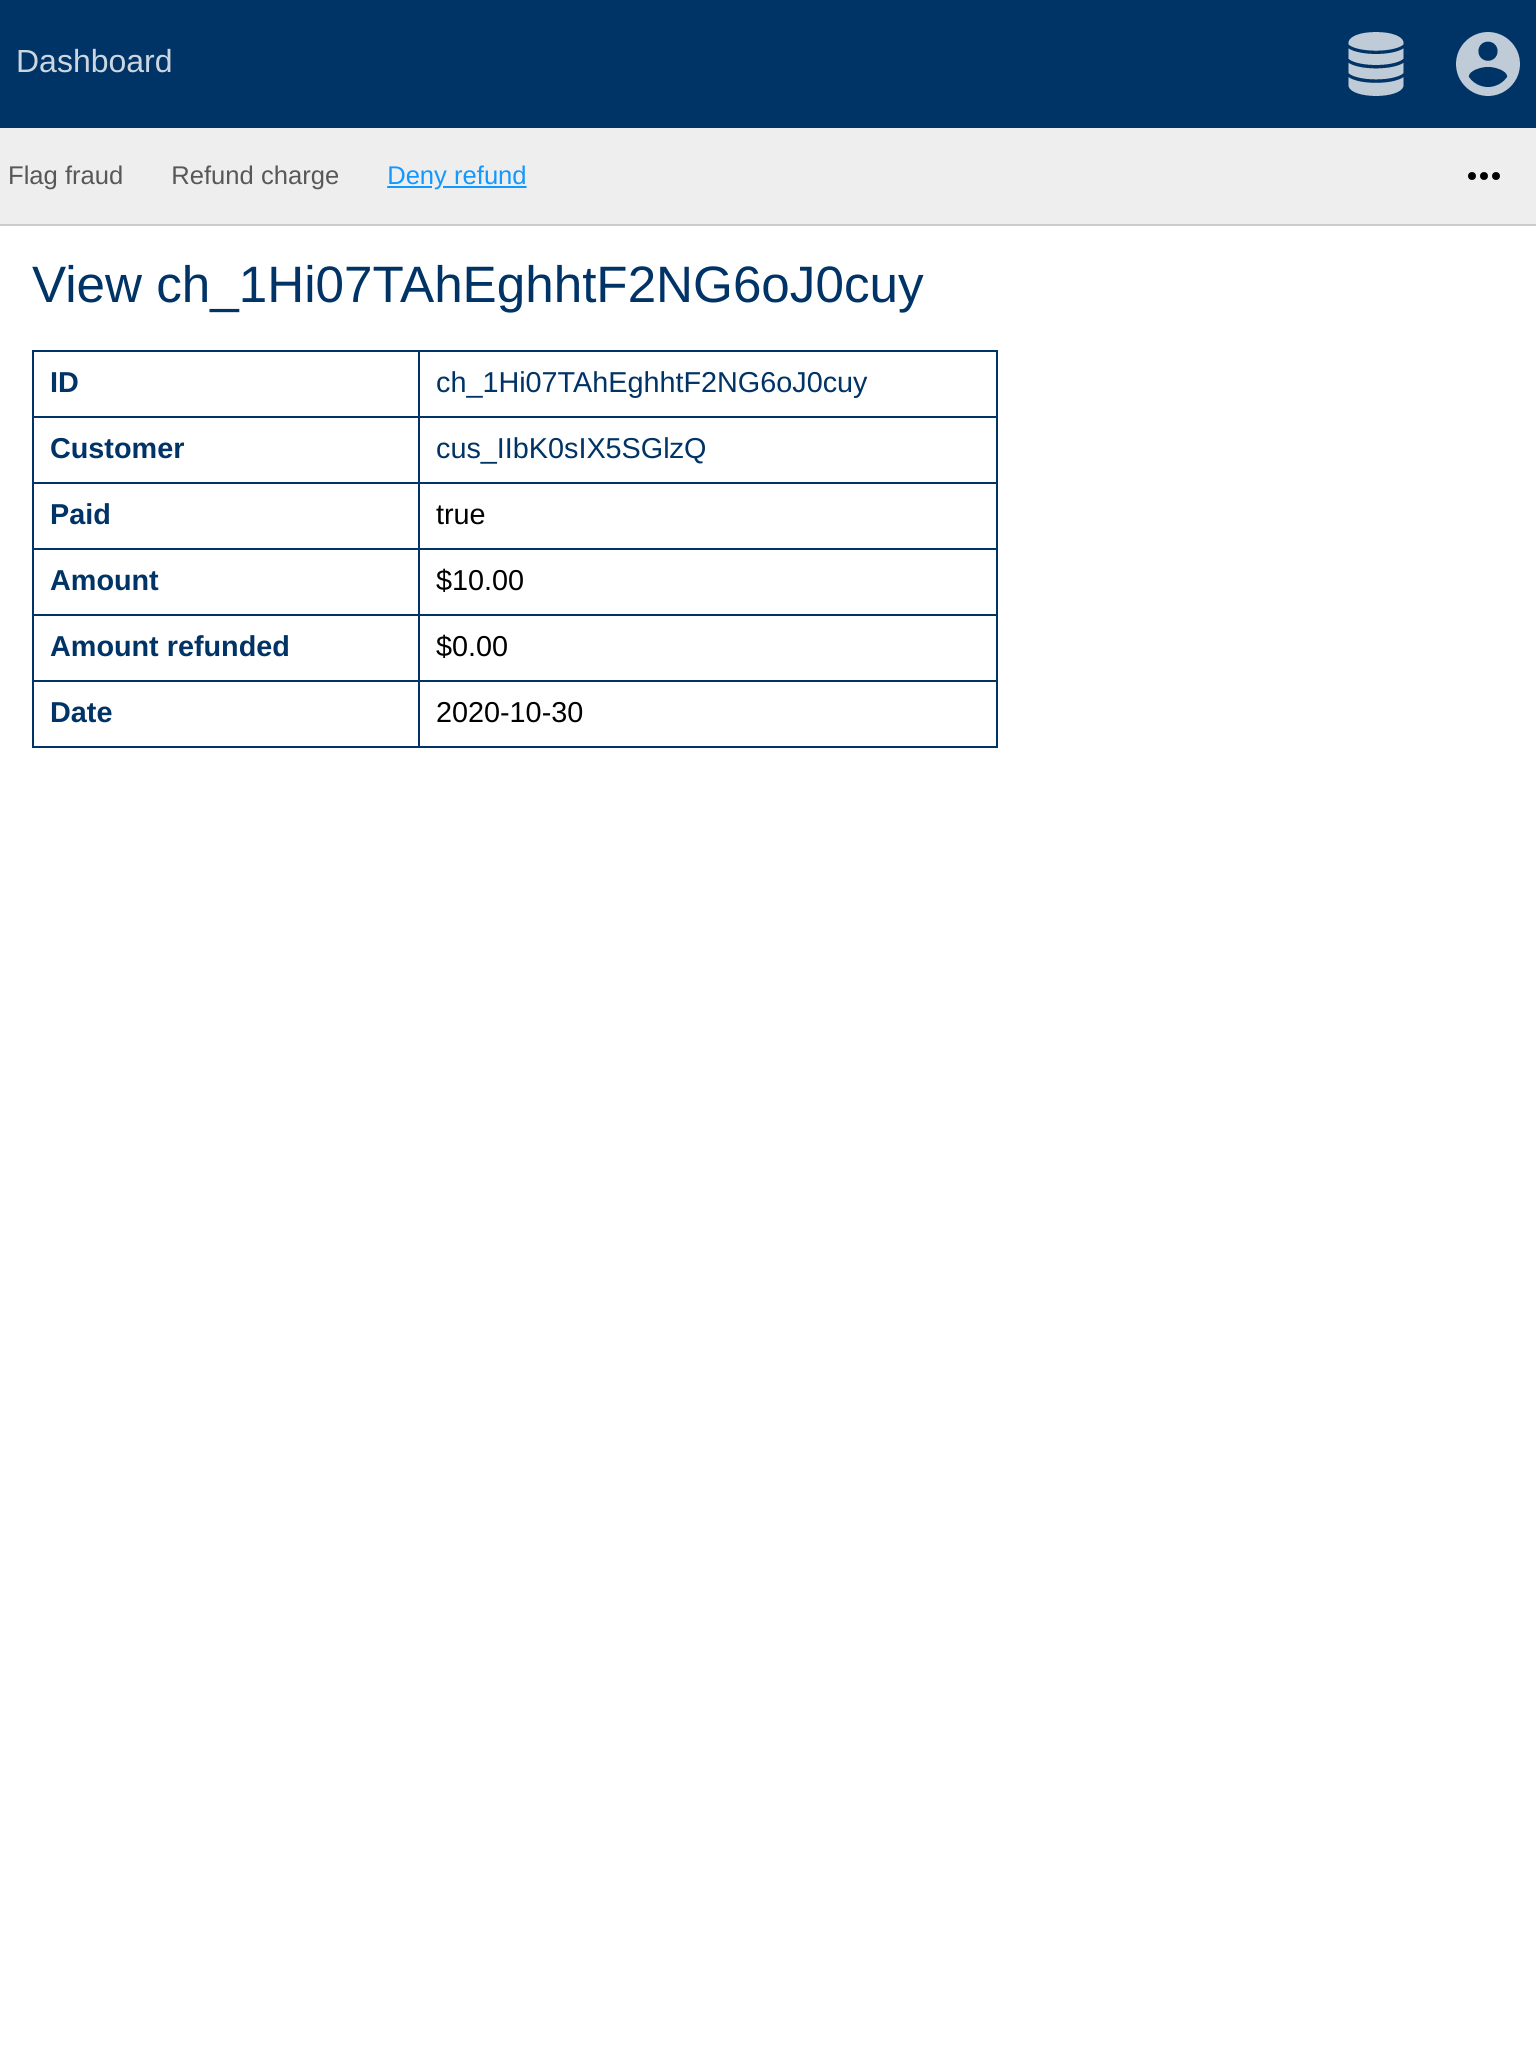 Dashboard
Flag fraud Refund charge Deny refund
View ch_1Hi07TAhEghhtF2NG6oJ0cuy
ID ch_1Hi07TAhEghhtF2NG6oJ0cuy
Customer cus_IIbK0sIX5SGlzQ
Paid true
Amount $10.00
Amount refunded $0.00
Date 2020-10-30